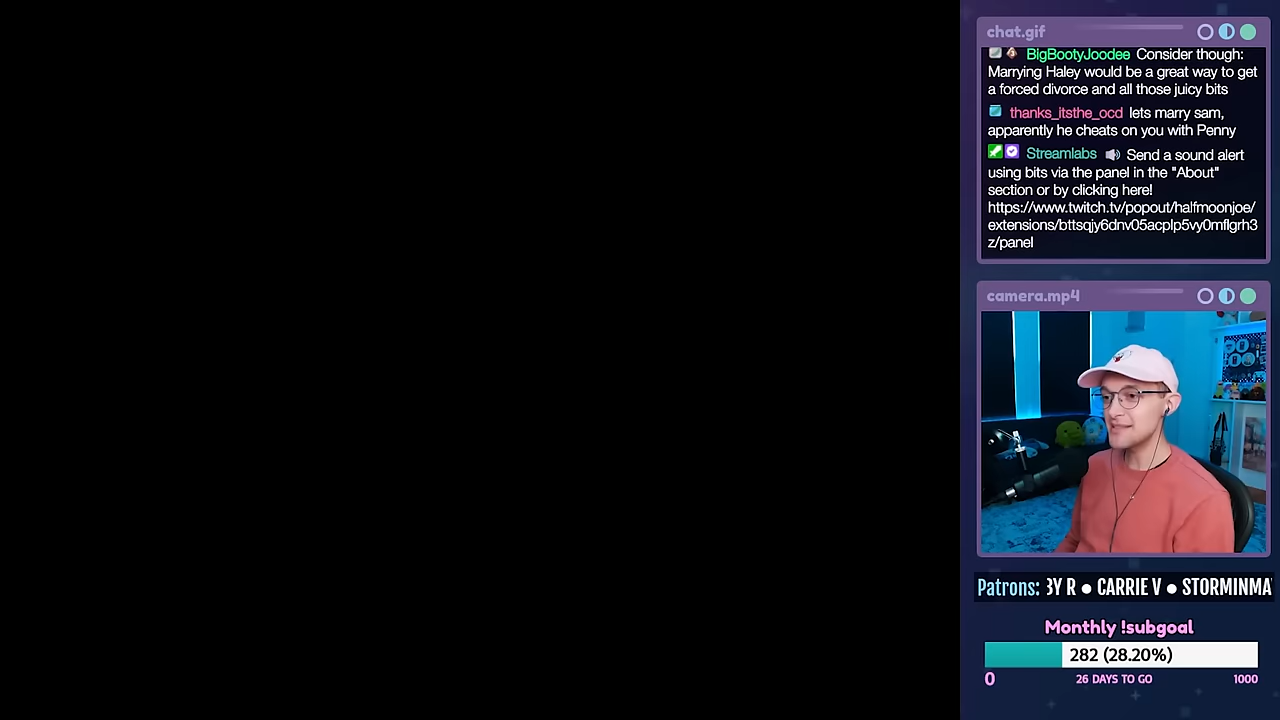 chat.gif
BigBootyJoodee Consider though:
Marrying Haley would be a great way to get
a forced divorce and all those juicy bits
thanks_itsthe_ocd lets marry sam,
apparently he cheats on you with Penny
Streamlabs 🔊 Send a sound alert
using bits via the panel in the "About"
section or by clicking here!
https://www.twitch.tv/popout/halfmoonjoe/
extensions/bttsqjy6dnv05acplp5vy0mflgrh3
z/panel
camera.mp4
Patrons: BY R ● CARRIE V ● STORMINMA
Monthly !subgoal
282 (28.20%)
0 26 DAYS TO GO 1000